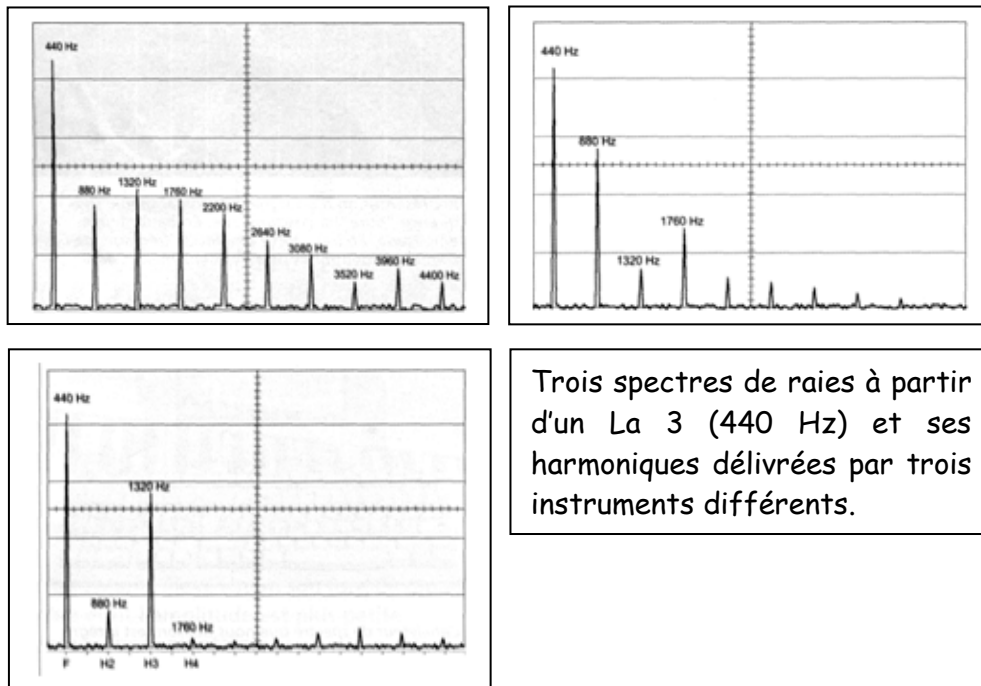 440 Hz
880 Hz
1320 Hz
1760 Hz
2200 Hz
2640 Hz
3080 Hz
3520 Hz
3960 Hz
4400 Hz
440 Hz
880 Hz
1320 Hz
1760 Hz
440 Hz
880 Hz
1320 Hz
1760 Hz
F H2 H3 H4
Trois spectres de raies à partir
d'un La 3 (440 Hz) et ses
harmoniques délivrées par trois
instruments différents.